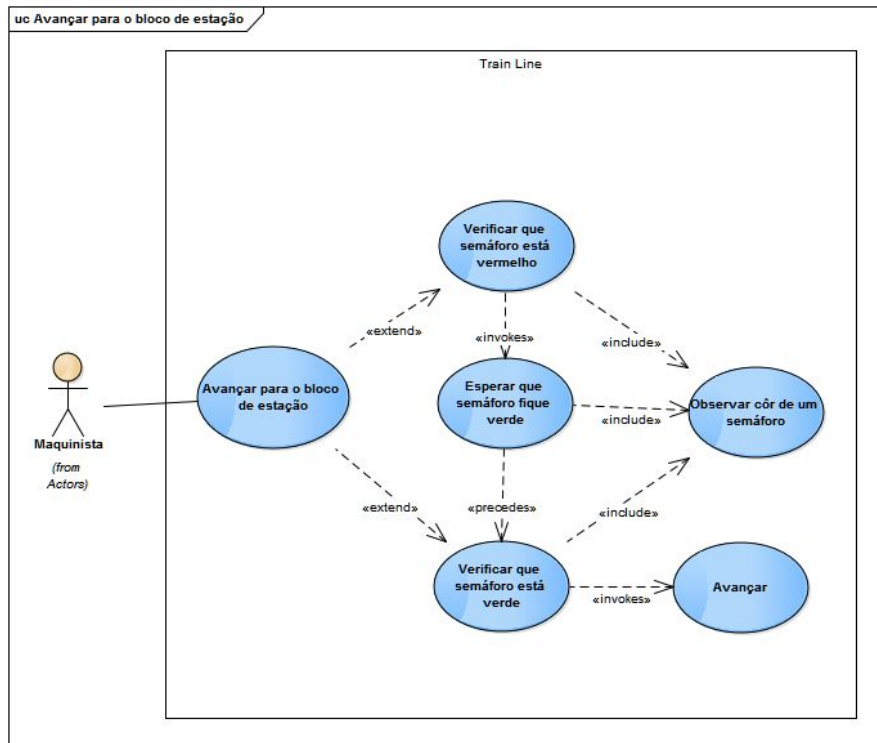 uc Avançar para o bloco de estação
Train Line
Verificar que
semáforo está
vermelho
«extend»
«invokes»
«include»
Avançar para o bloco
de estação
Esperar que
semáforo fique
verde
«include»
Observar côr de um
semáforo
Maquinista
(from
Actors)
«extend»
«precedes»
«include»
Verificar que
semáforo está
verde
«invokes»
Avançar